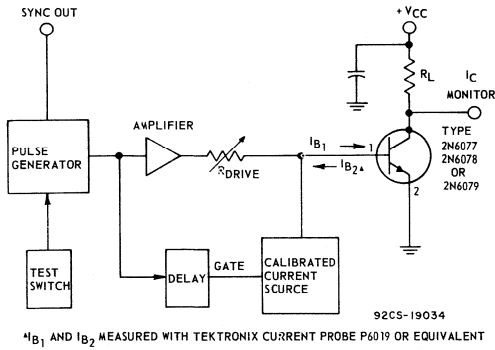 SYNC OUT
+ VCC
RL
IC
MONITOR
AMPLIFIER
PULSE
GENERATOR
RDRIVE
IB1
IB2▲
1
2
TYPE
2N6077
2N6078
OR
2N6079
TEST
SWITCH
DELAY
GATE
CALIBRATED
CURRENT
SOURCE
92CS-19034
▲IB1 AND IB2 MEASURED WITH TEKTRONIX CURRENT PROBE P6019 OR EQUIVALENT